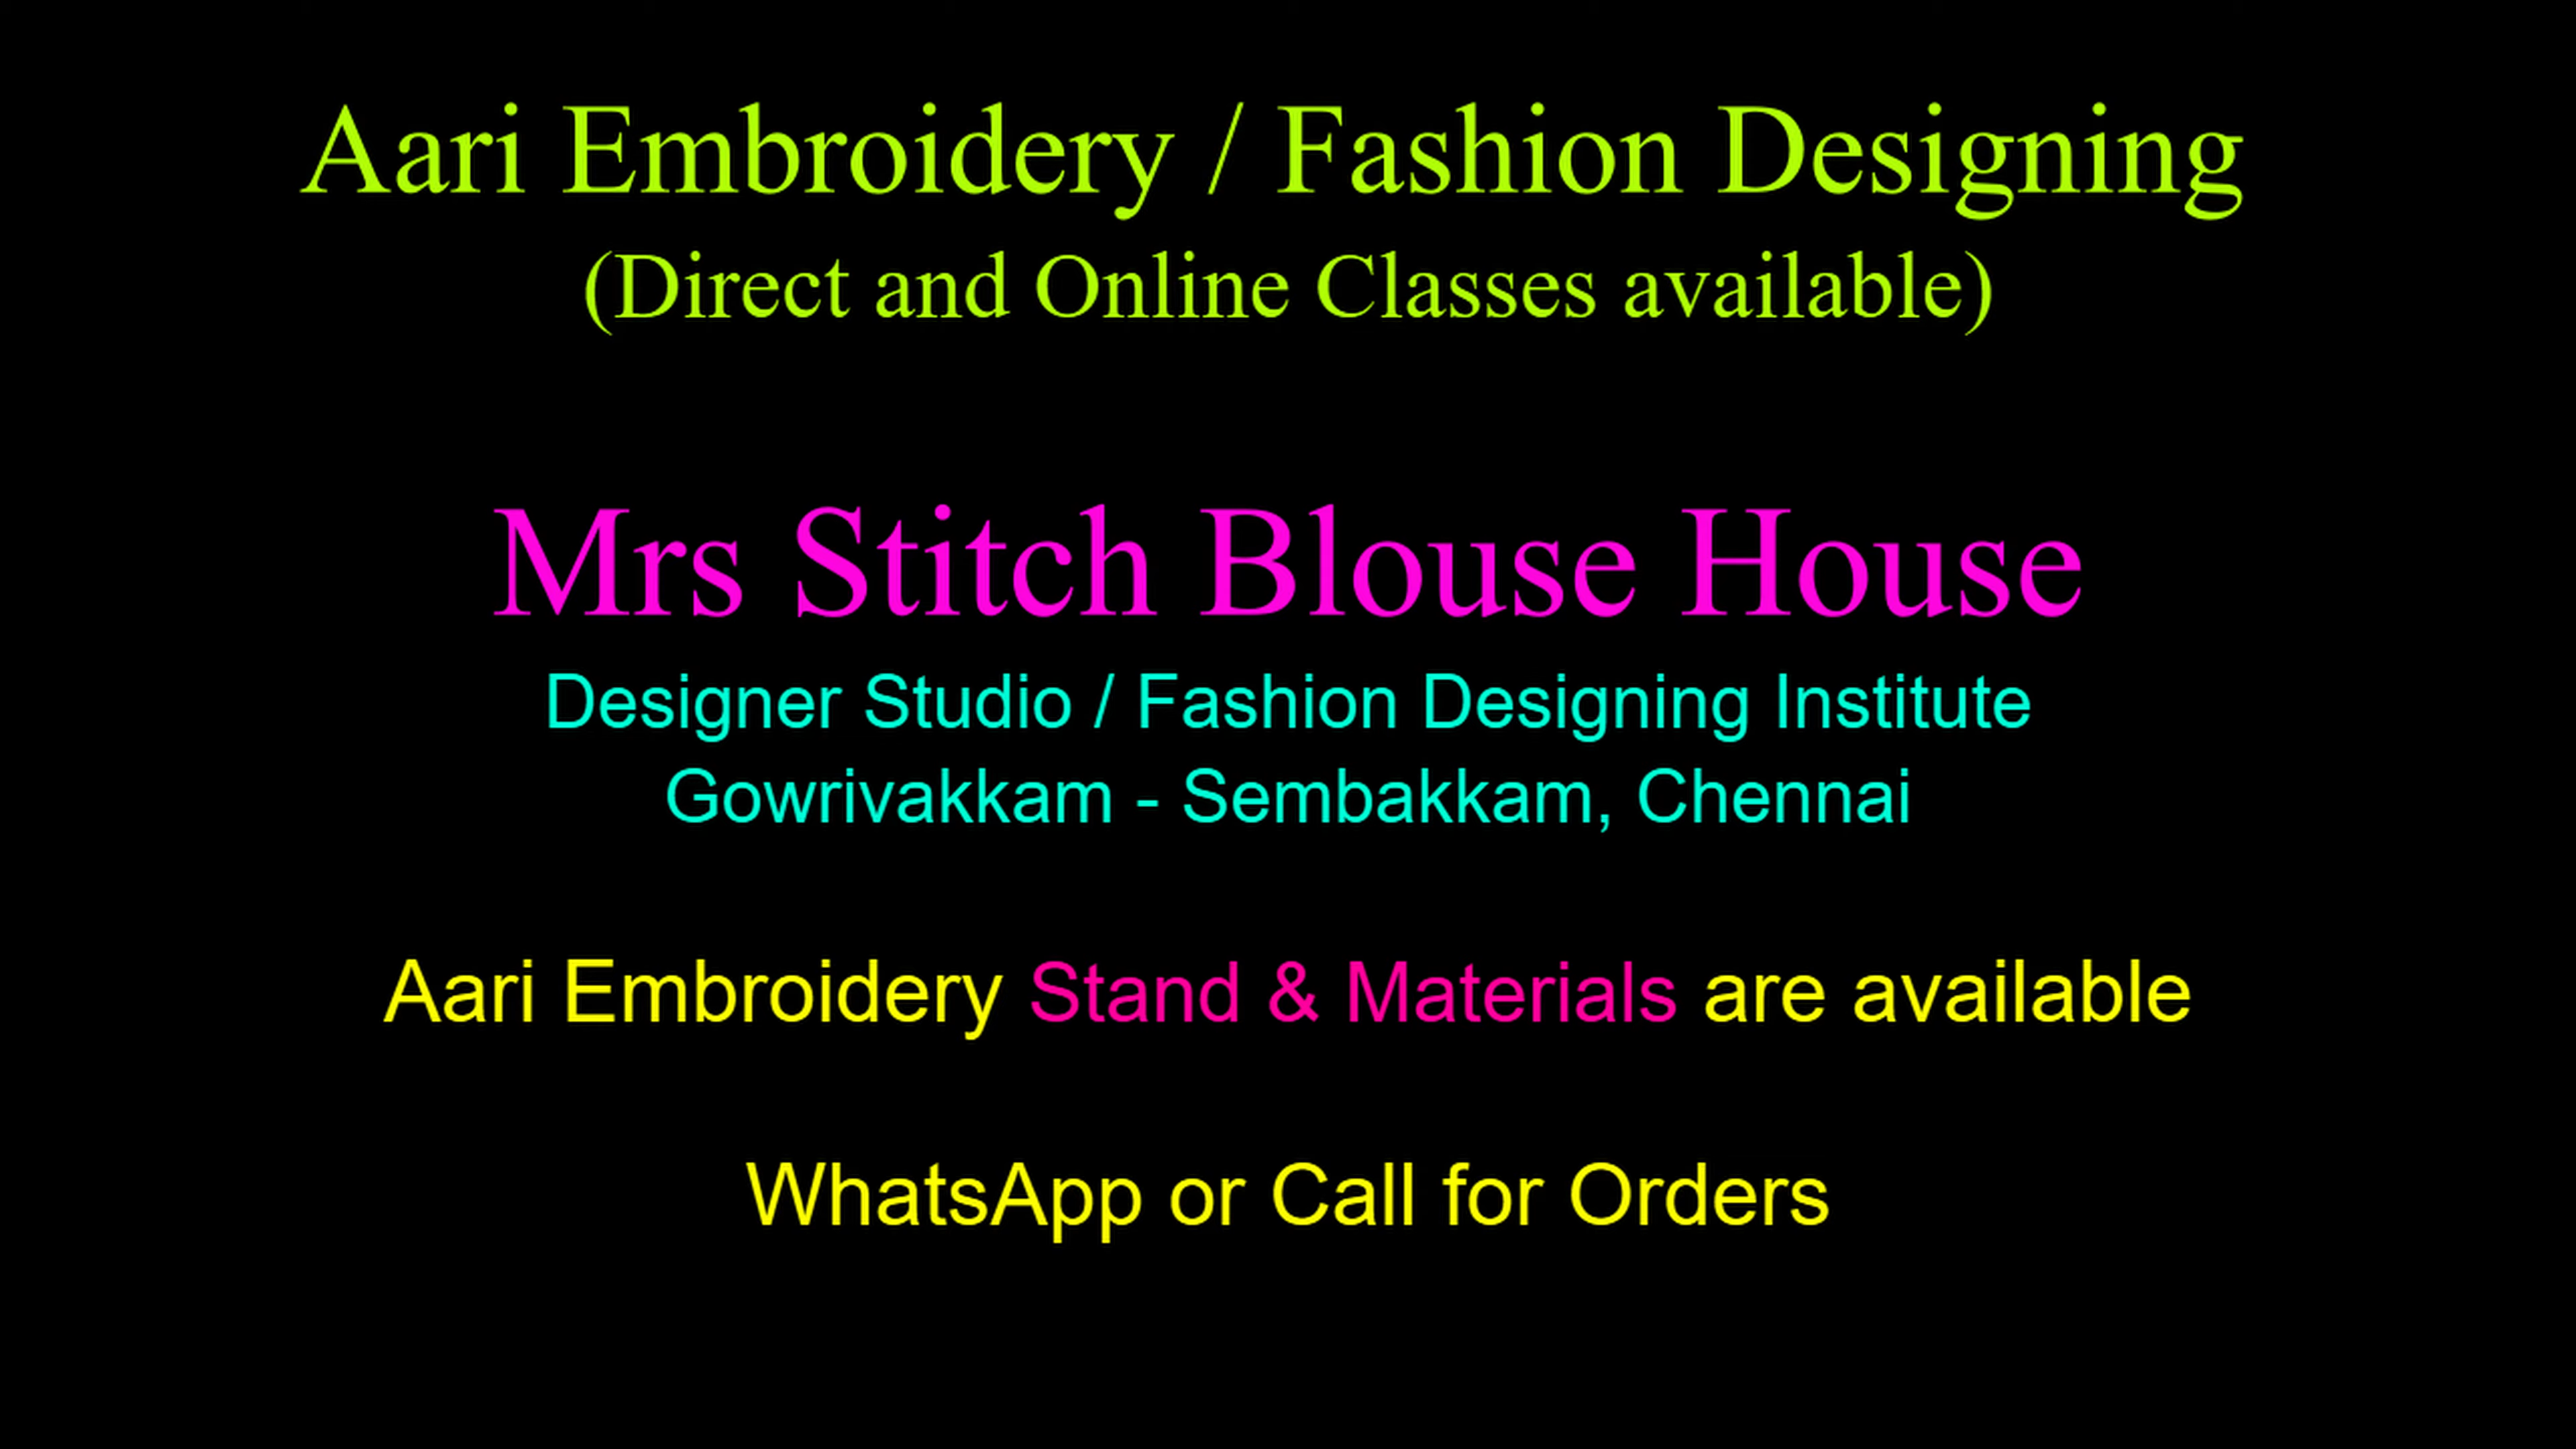 Aari Embroidery / Fashion Designing
(Direct and Online Classes available)
Mrs Stitch Blouse House
Designer Studio / Fashion Designing Institute
Gowrivakkam - Sembakkam, Chennai
Aari Embroidery Stand & Materials are available
WhatsApp or Call for Orders